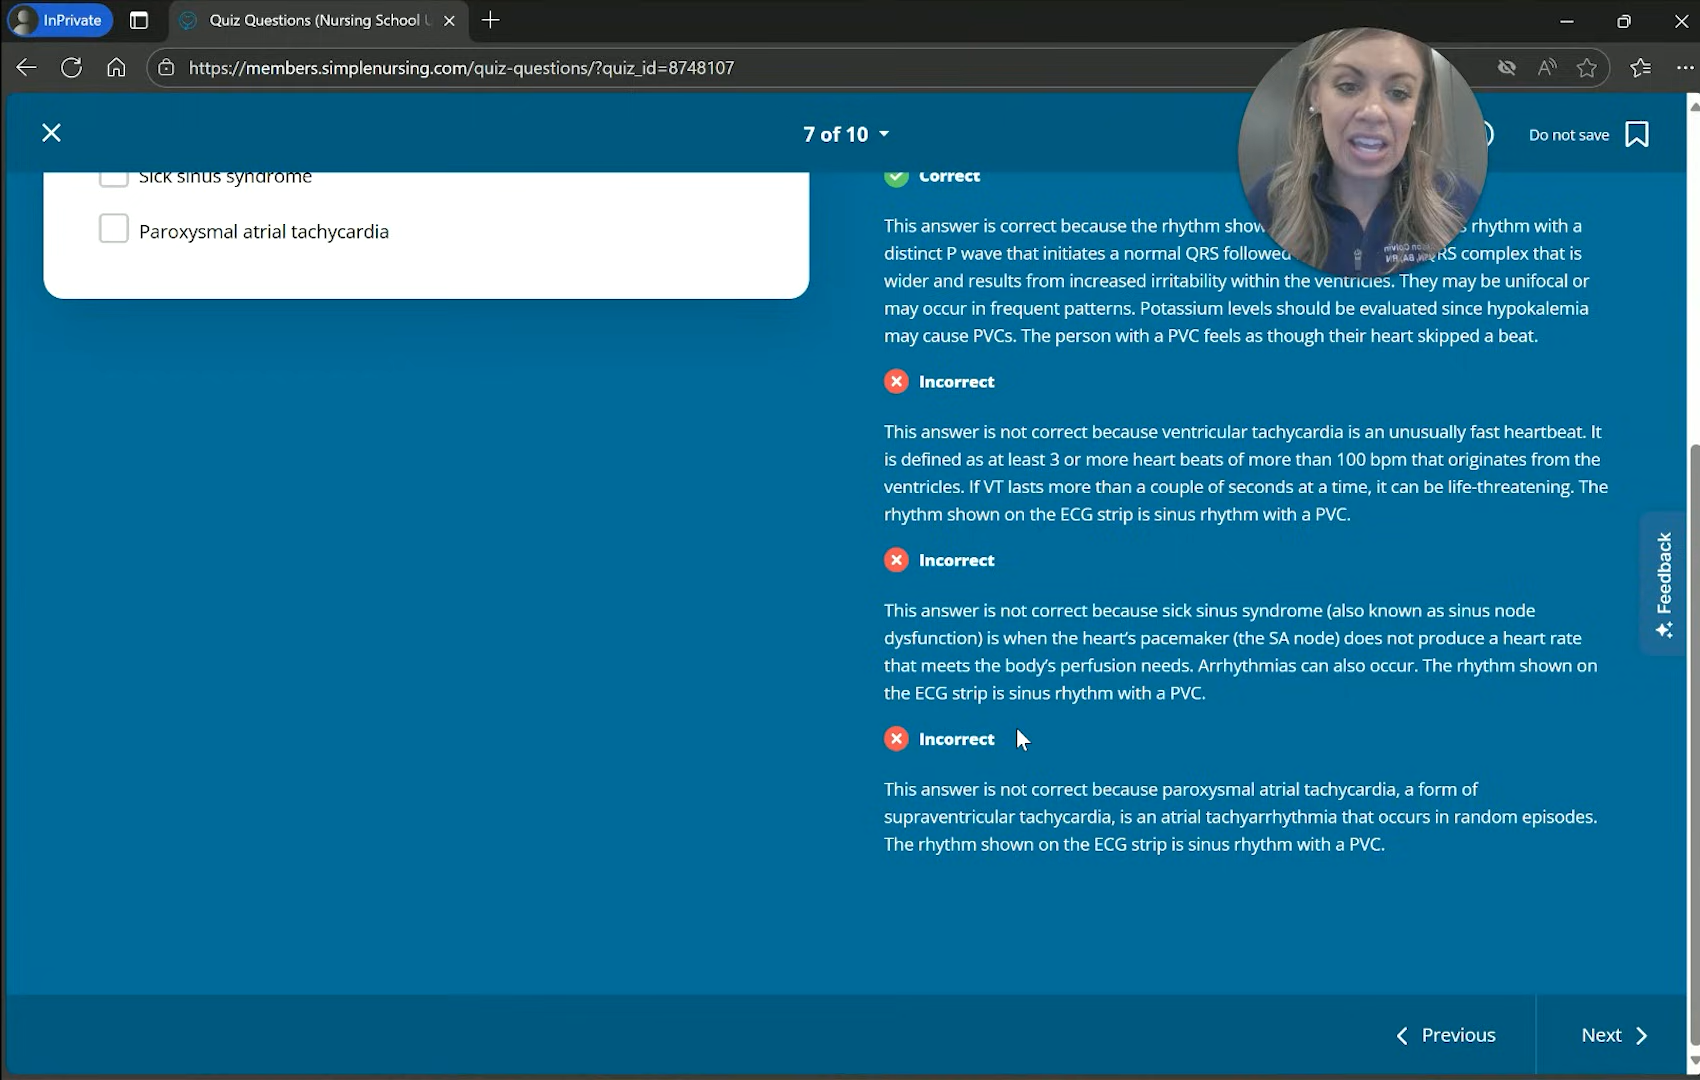 InPrivate
Quiz Questions (Nursing School U
https://members.simplenursing.com/quiz-questions/?quiz_id=8748107
7 of 10
Do not save
Sick sinus syndrome
Paroxysmal atrial tachycardia
Correct
This answer is correct because the rhythm rhythm with a
distinct P wave that initiates a normal QRS followed complex that is
wider and results from increased irritability within the ventricles. They may be unifocal or
may occur in frequent patterns. Potassium levels should be evaluated since hypokalemia
may cause PVCs. The person with a PVC feels as though their heart skipped a beat.
Incorrect
This answer is not correct because ventricular tachycardia is an unusually fast heartbeat. It
is defined as at least 3 or more heart beats of more than 100 bpm that originates from the
ventricles. If VT lasts more than a couple of seconds at a time, it can be life-threatening. The
rhythm shown on the ECG strip is sinus rhythm with a PVC.
Incorrect
This answer is not correct because sick sinus syndrome (also known as sinus node
dysfunction) is when the heart's pacemaker (the SA node) does not produce a heart rate
that meets the body's perfusion needs. Arrhythmias can also occur. The rhythm shown on
the ECG strip is sinus rhythm with a PVC.
Incorrect
This answer is not correct because paroxysmal atrial tachycardia, a form of
supraventricular tachycardia, is an atrial tachyarrhythmia that occurs in random episodes.
The rhythm shown on the ECG strip is sinus rhythm with a PVC.
Feedback
Previous
Next